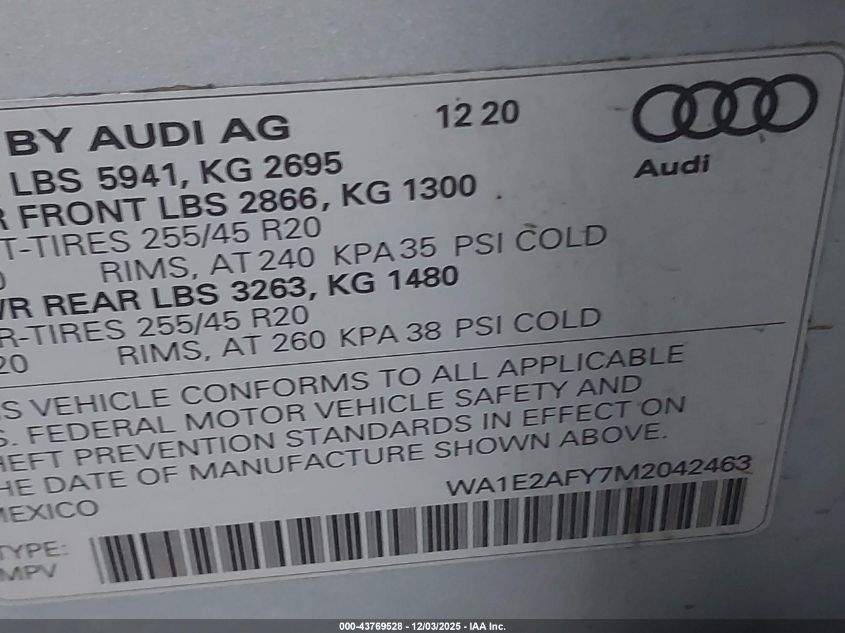 BY AUDI AG 12 20
LBS 5941, KG 2695
FRONT LBS 2866, KG 1300
T-TIRES 255/45 R20
RIMS, AT 240 KPA 35 PSI COLD
WR REAR LBS 3263, KG 1480
R-TIRES 255/45 R20
20 RIMS, AT 260 KPA 38 PSI COLD
S VEHICLE CONFORMS TO ALL APPLICABLE
S. FEDERAL MOTOR VEHICLE SAFETY AND
HEFT PREVENTION STANDARDS IN EFFECT ON
HE DATE OF MANUFACTURE SHOWN ABOVE.
MEXICO
WA1E2AFY7M2042463
TYPE:
MPV
Audi
000-43769528 - 12/03/2025 - IAA Inc.